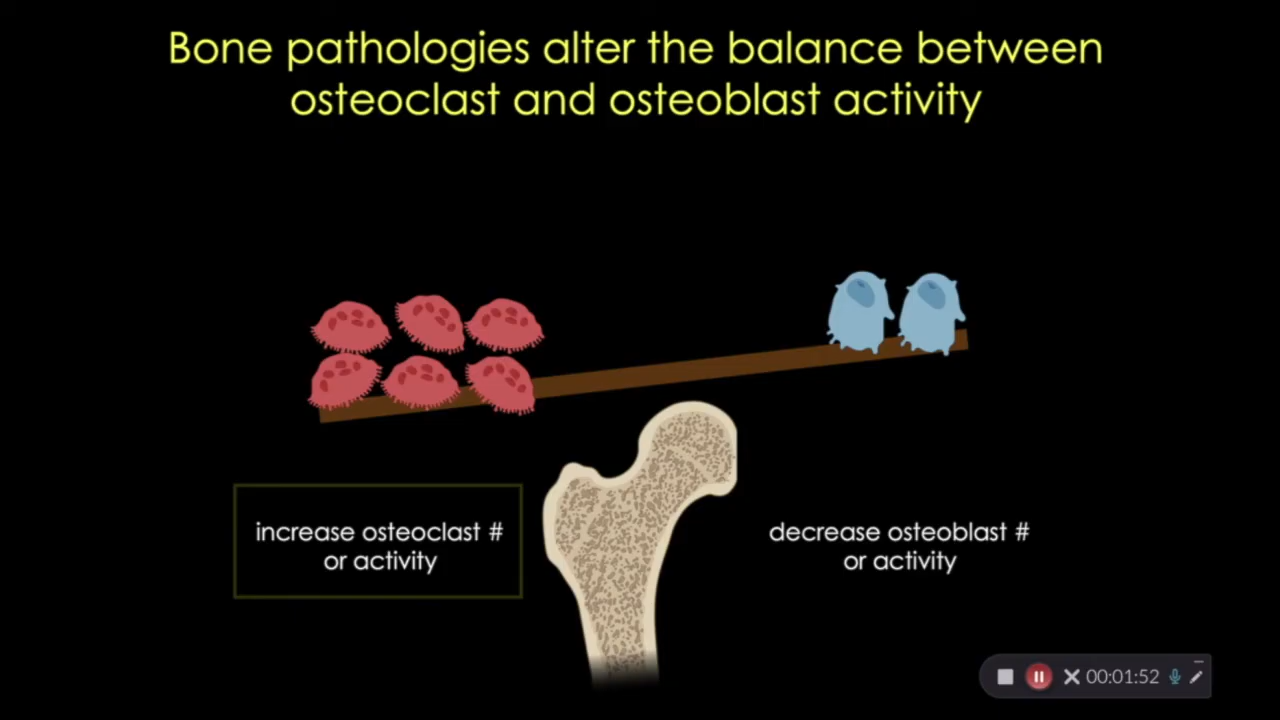 Bone pathologies alter the balance between
osteoclast and osteoblast activity
increase osteoclast #
or activity
decrease osteoblast #
or activity
00:01:52